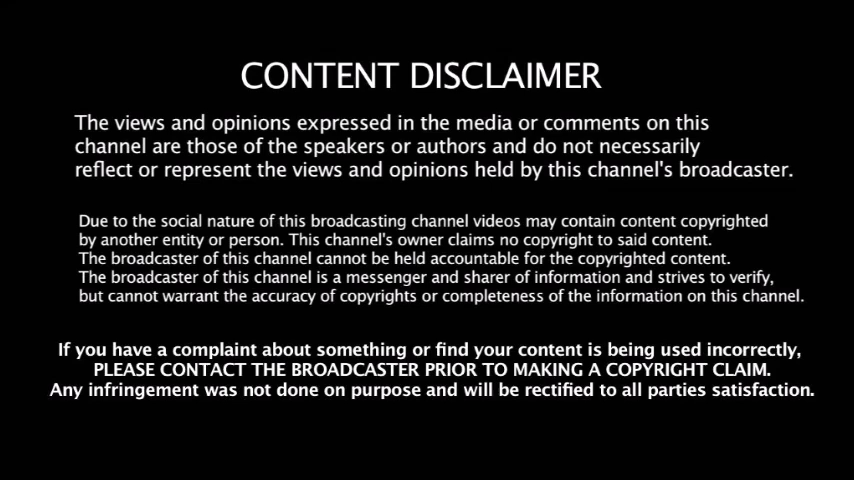 CONTENT DISCLAIMER
The views and opinions expressed in the media or comments on this
channel are those of the speakers or authors and do not necessarily
reflect or represent the views and opinions held by this channel's broadcaster.
Due to the social nature of this broadcasting channel videos may contain content copyrighted
by another entity or person. This channel's owner claims no copyright to said content.
The broadcaster of this channel cannot be held accountable for the copyrighted content.
The broadcaster of this channel is a messenger and sharer of information and strives to verify,
but cannot warrant the accuracy of copyrights or completeness of the information on this channel.
If you have a complaint about something or find your content is being used incorrectly,
PLEASE CONTACT THE BROADCASTER PRIOR TO MAKING A COPYRIGHT CLAIM.
Any infringement was not done on purpose and will be rectified to all parties satisfaction.